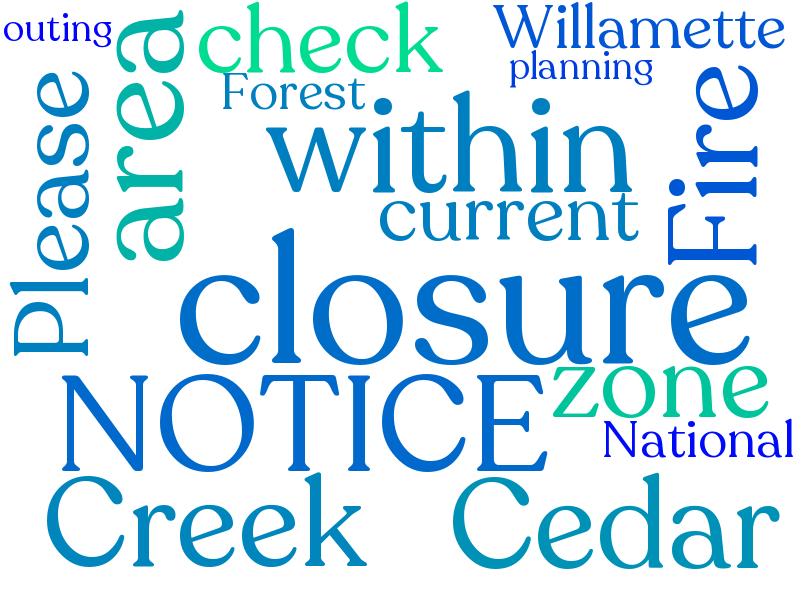 outing
area
check
Willamette
planning
Forest
Please
within
Fire
current
closure
NOTICE
zone
National
Creek
Cedar